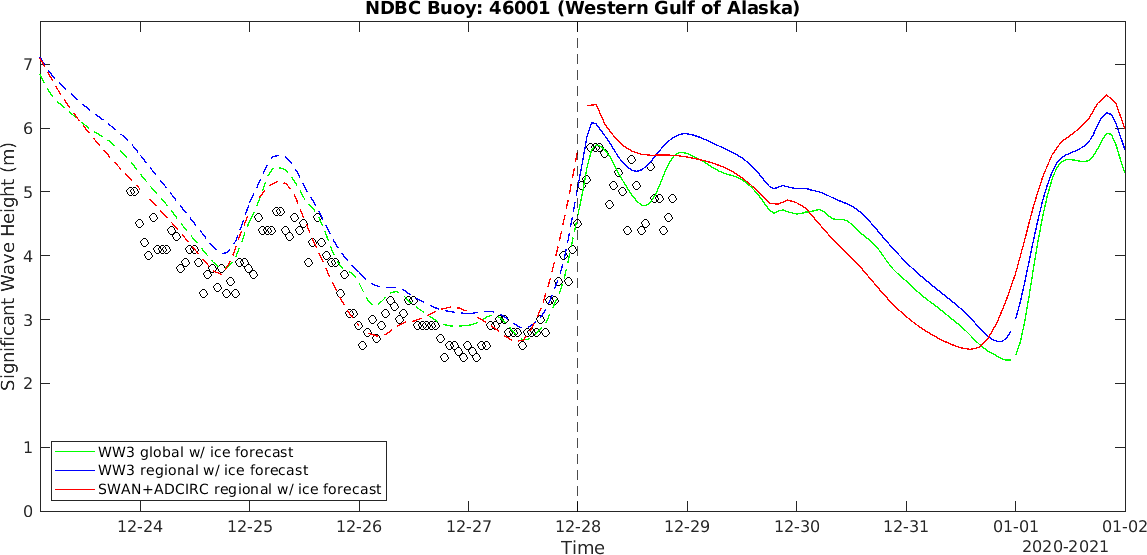 NDBC Buoy: 46001 (Western Gulf of Alaska)
Significant Wave Height (m)
7
6
5
4
3
2
1
0
WW3 global w/ ice forecast
WW3 regional w/ ice forecast
SWAN+ADCIRC regional w/ ice forecast
12-24 12-25 12-26 12-27 12-28 12-29 12-30 12-31 01-01 01-02
Time
2020-2021